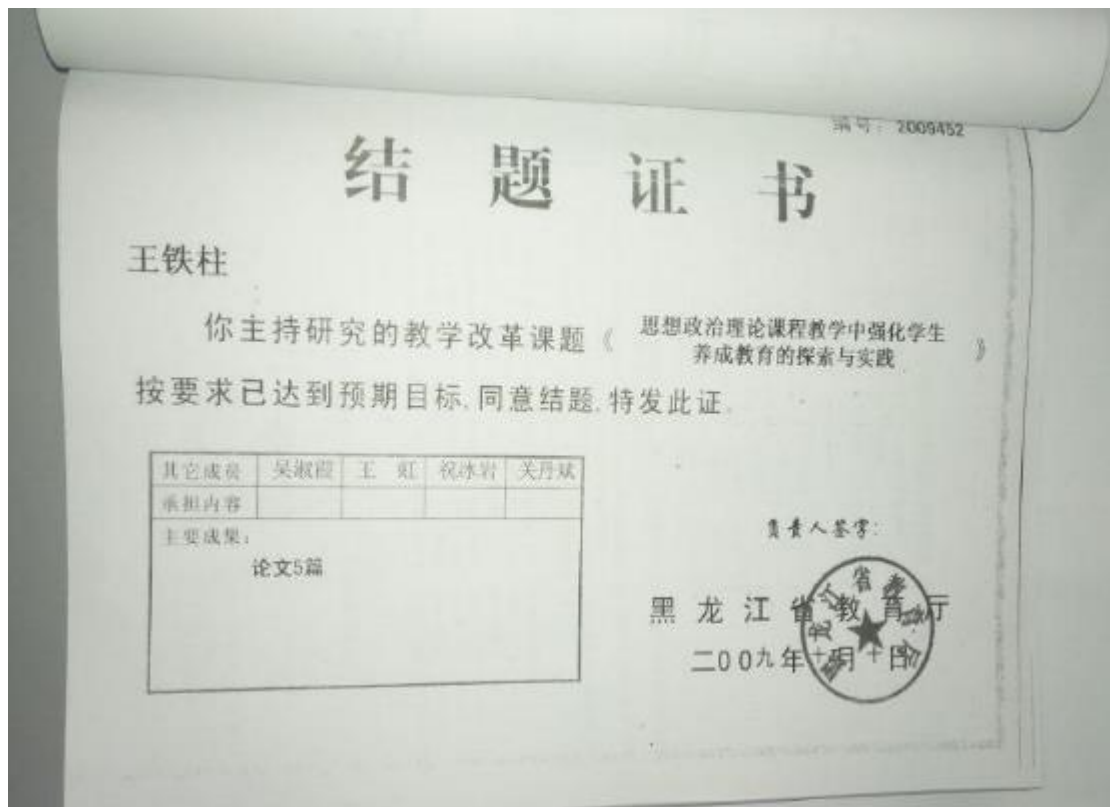 编号：2009452
结 题 证 书
王铁柱
你主持研究的教学改革课题《 思想政治理论课程教学中强化学生
养成教育的探索与实践 》
按要求已达到预期目标,同意结题,特发此证
其它成员 吴淑霞 王 虹 祝冰岩 关丹斌
承担内容
主要成果：
论文5篇
负责人签字：
黑龙江省教育厅
二00九年十月十日